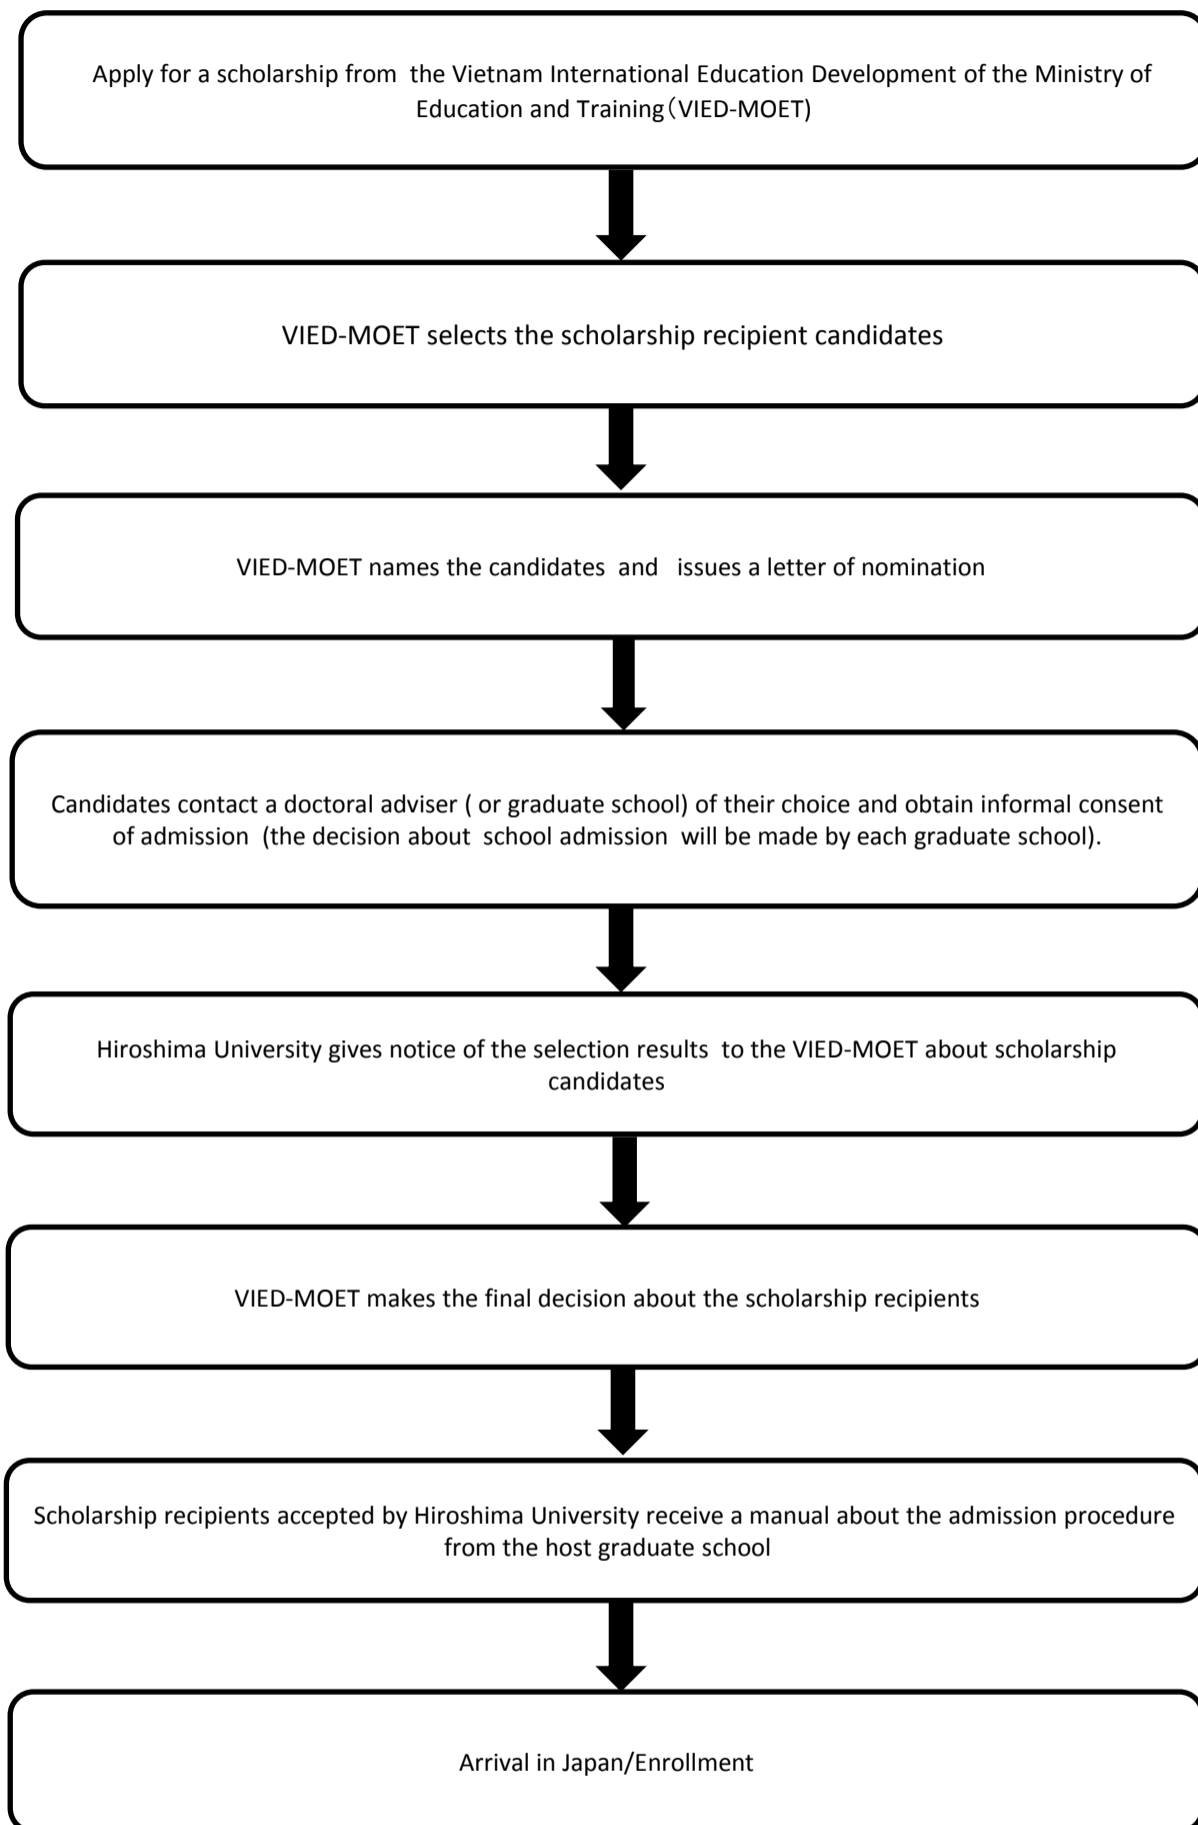 Apply for a scholarship from  the Vietnam International Education Development of the Ministry of
Education and Training（VIED-MOET)
VIED-MOET selects the scholarship recipient candidates
VIED-MOET names the candidates  and   issues a letter of nomination
Candidates contact a doctoral adviser ( or graduate school) of their choice and obtain informal consent
of admission  (the decision about  school admission  will be made by each graduate school).
Hiroshima University gives notice of the selection results  to the VIED-MOET about scholarship
candidates
VIED-MOET makes the final decision about the scholarship recipients
Scholarship recipients accepted by Hiroshima University receive a manual about the admission procedure
from the host graduate school
Arrival in Japan/Enrollment